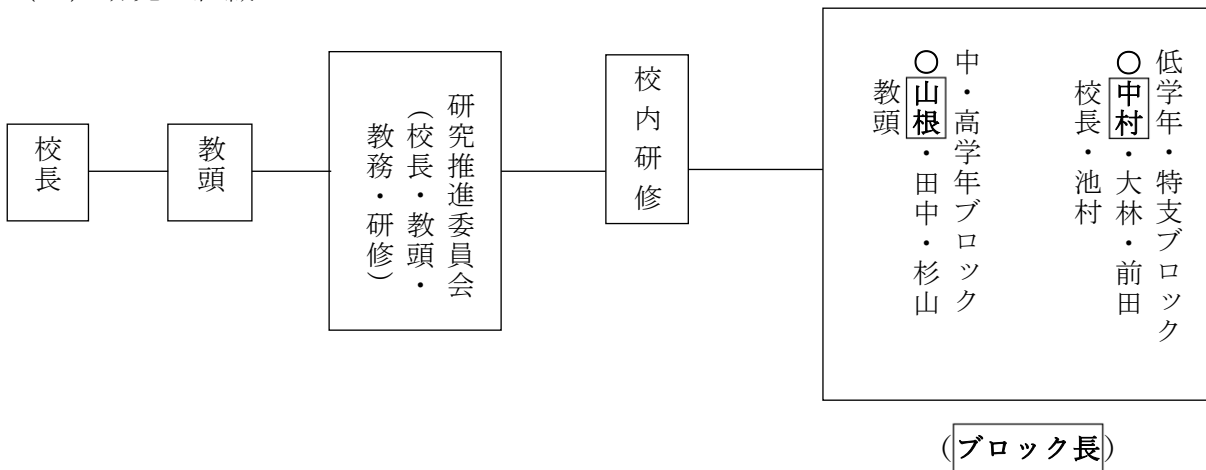 校長
教頭
研究推進委員会
(校長・教頭・
教務・研修)
校内研修
低学年・特支ブロック
〇中村・大林・前田
校長・池村
中・高学年ブロック
〇山根・田中・杉山
教頭
(ブロック長)